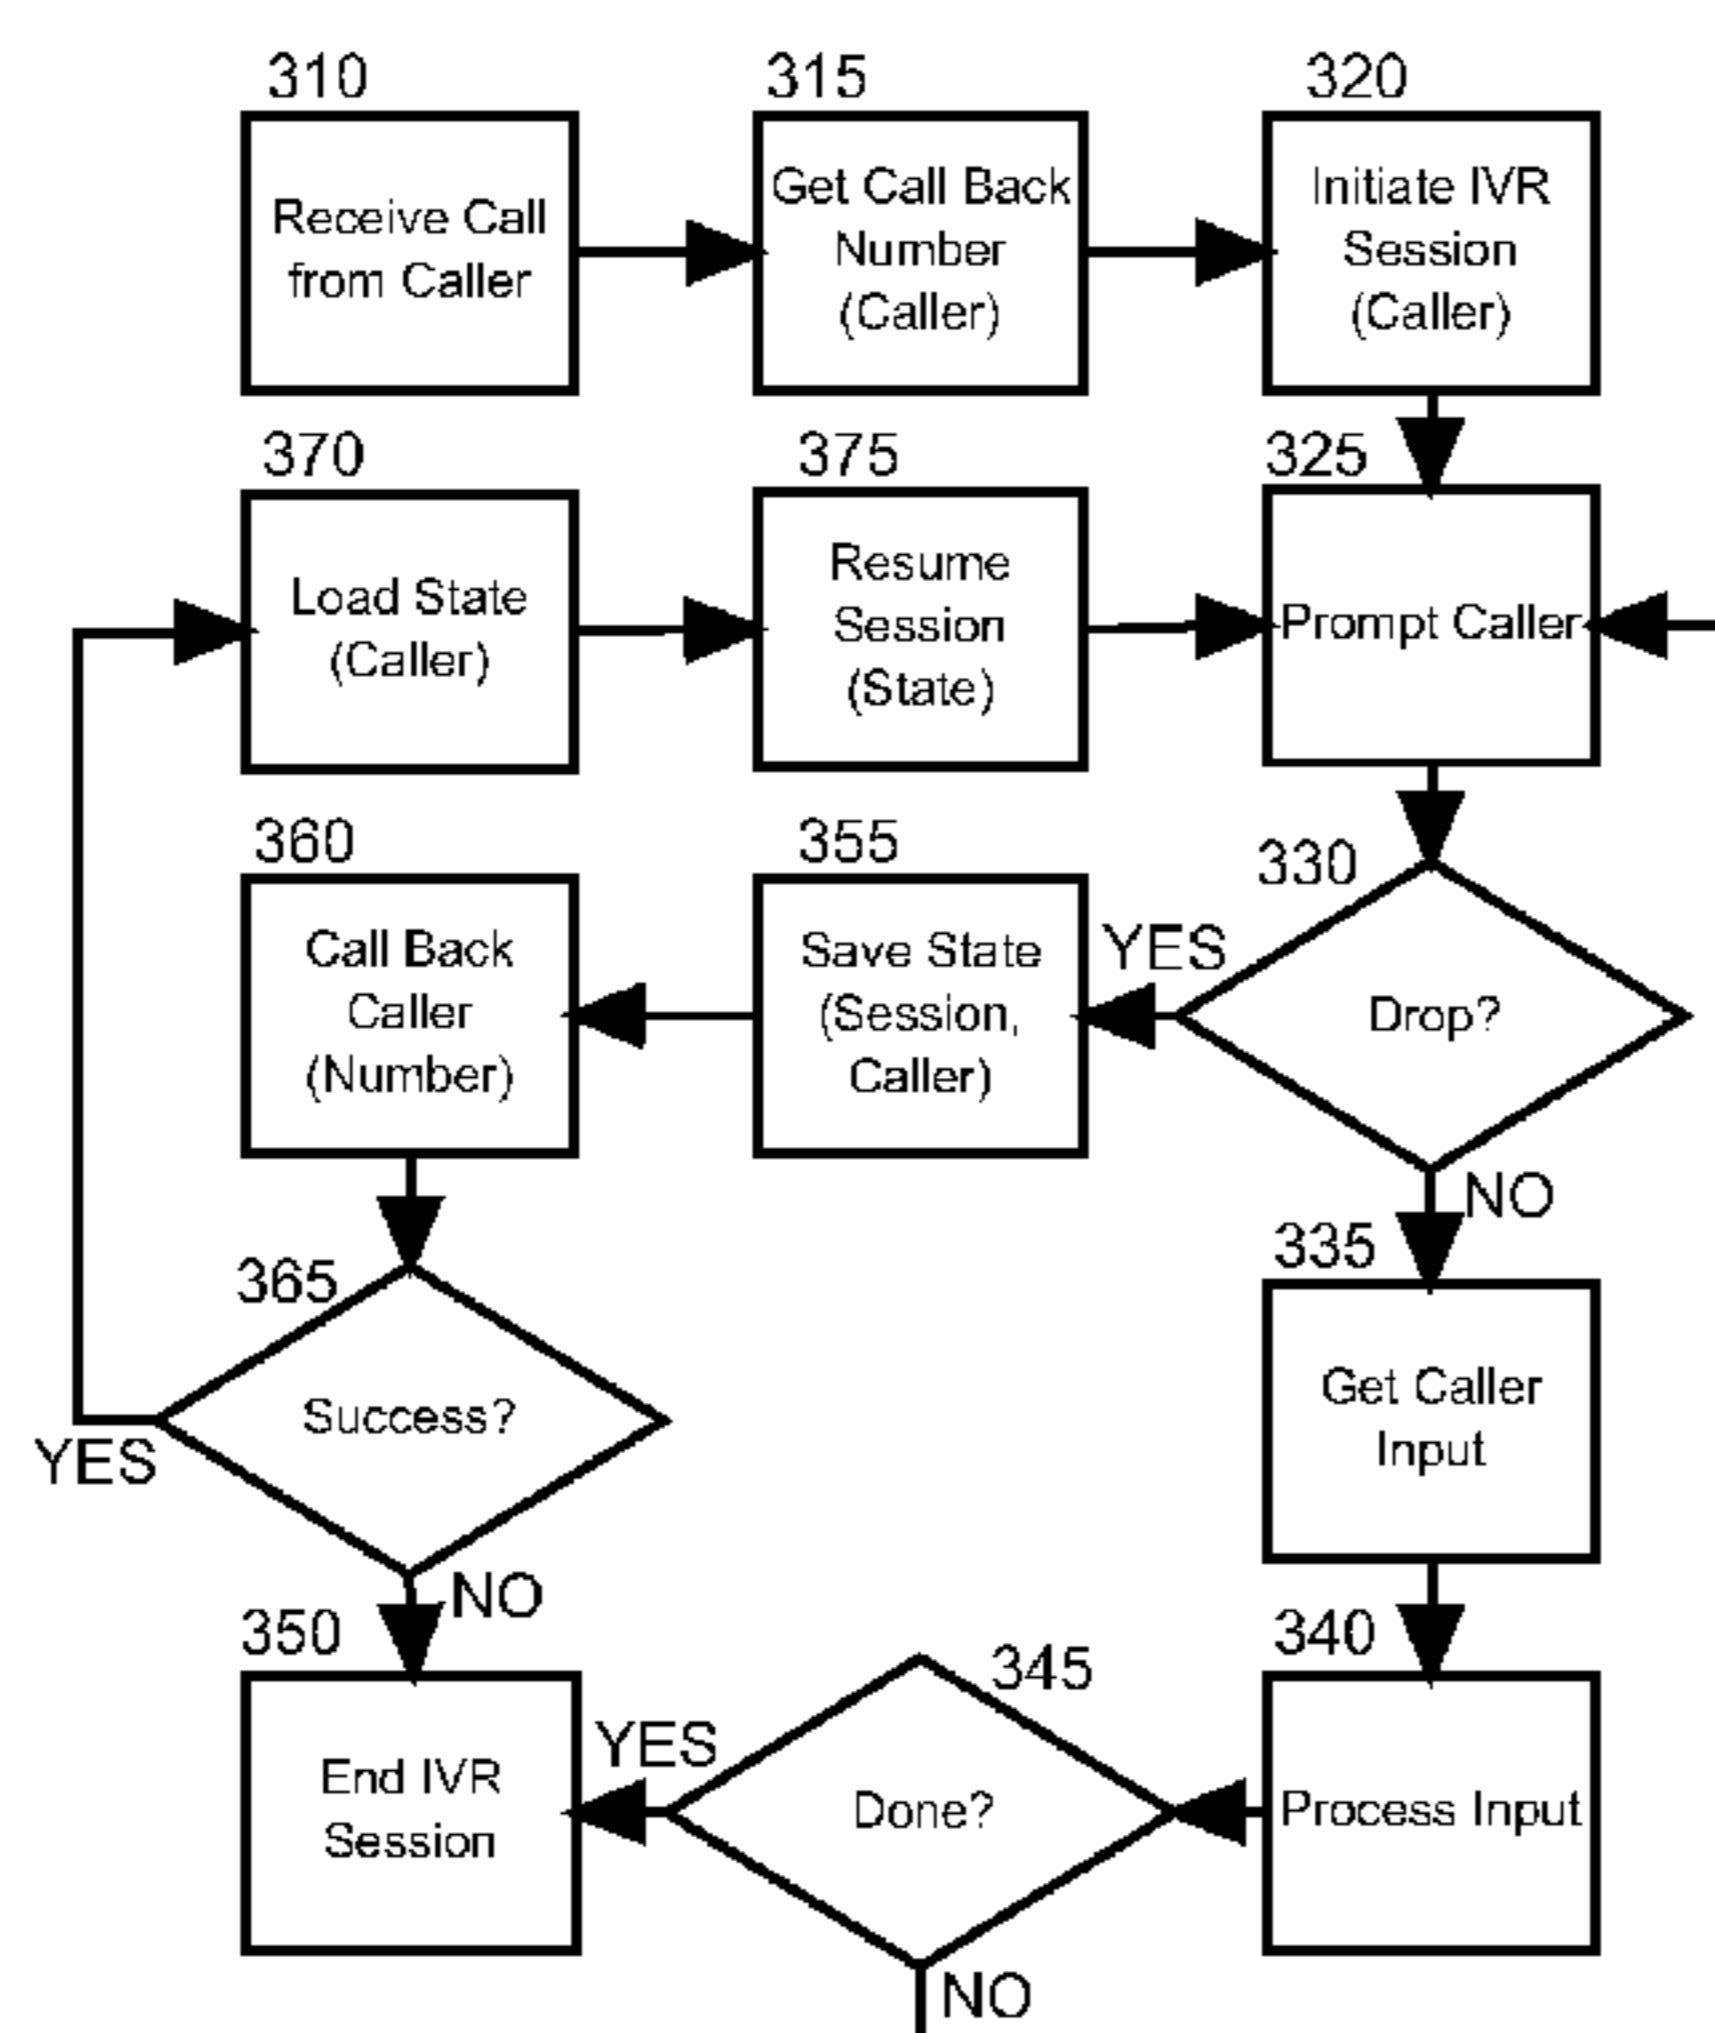 310
Receive Call
from Caller
315
Get Call Back
Number
(Caller)
320
Initiate IVR
Session
(Caller)
370
Load State
(Caller)
375
Resume
Session
(State)
325
Prompt Caller
360
Call Back
Caller
(Number)
355
Save State
(Session,
Caller)
YES
330
Drop?
NO
335
Get Caller
Input
365
Success?
YES
NO
350
End IVR
Session
YES
345
Done?
NO
340
Process Input